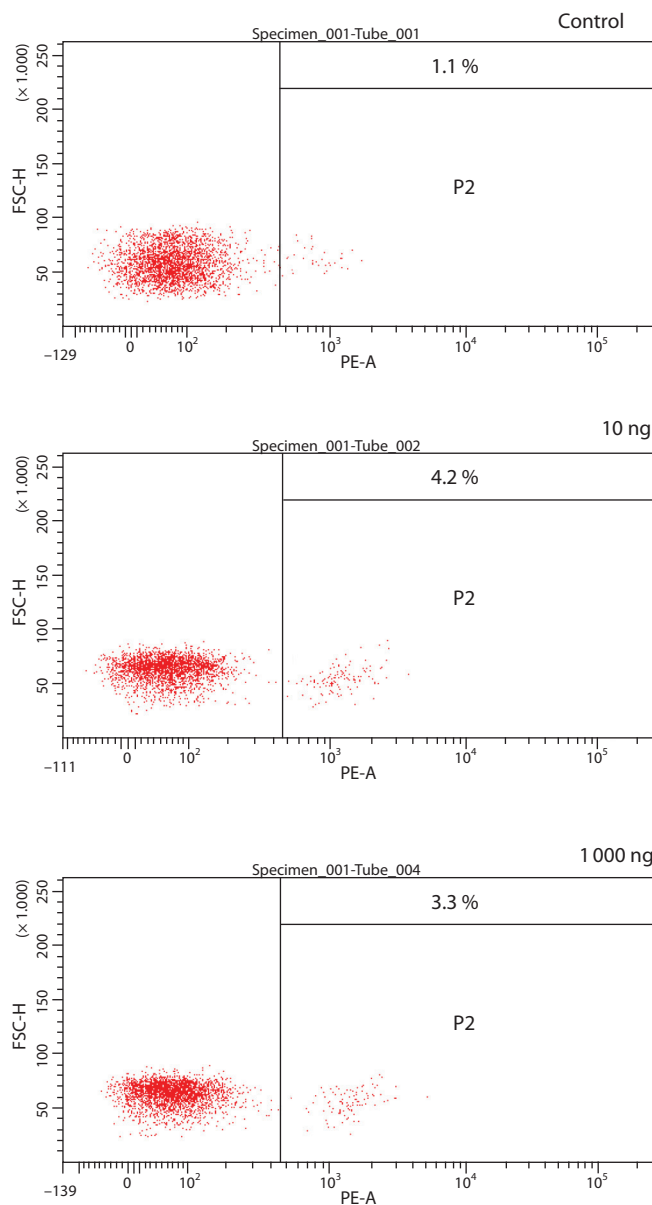 Control
Specimen_001-Tube_001
(× 1.000)
250
200
150
100
50
FSC-H
1.1 %
P2
–129
0
10²
10³
10⁴
10⁵
PE-A
10 ng
Specimen_001-Tube_002
(× 1.000)
250
200
150
100
50
FSC-H
4.2 %
P2
–111
0
10²
10³
10⁴
10⁵
PE-A
1 000 ng
Specimen_001-Tube_004
(× 1.000)
250
200
150
100
50
FSC-H
3.3 %
P2
–139
0
10²
10³
10⁴
10⁵
PE-A